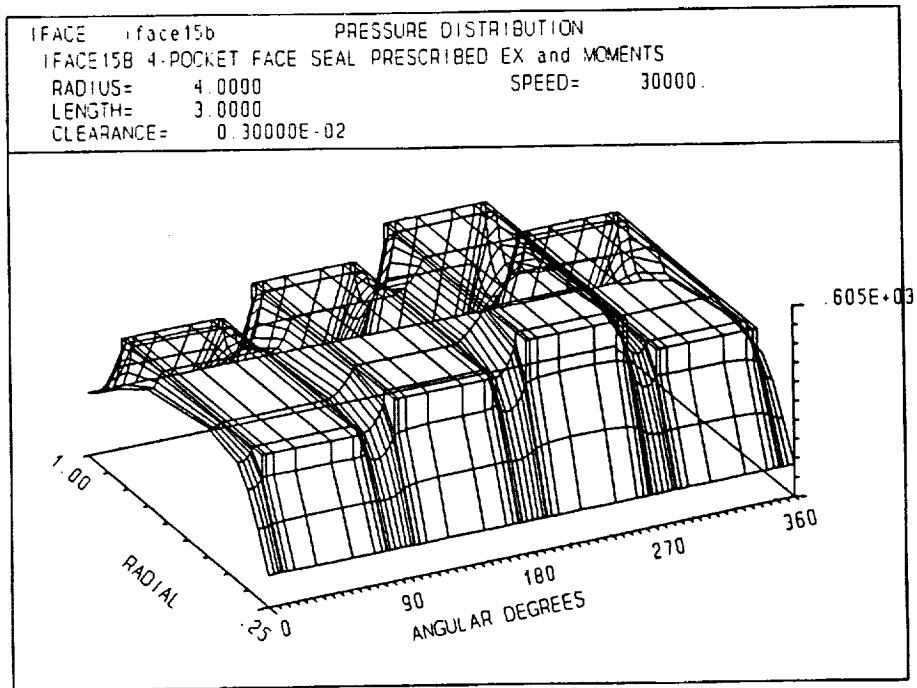 IFACE iface15b PRESSURE DISTRIBUTION
IFACE15B 4-POCKET FACE SEAL PRESCRIBED EX and MOMENTS
RADIUS= 4.0000 SPEED= 30000.
LENGTH= 3.0000
CLEARANCE= 0.30000E-02
.605E+03
1.00
RADIAL
.25
0
90
180
270
360
ANGULAR DEGREES